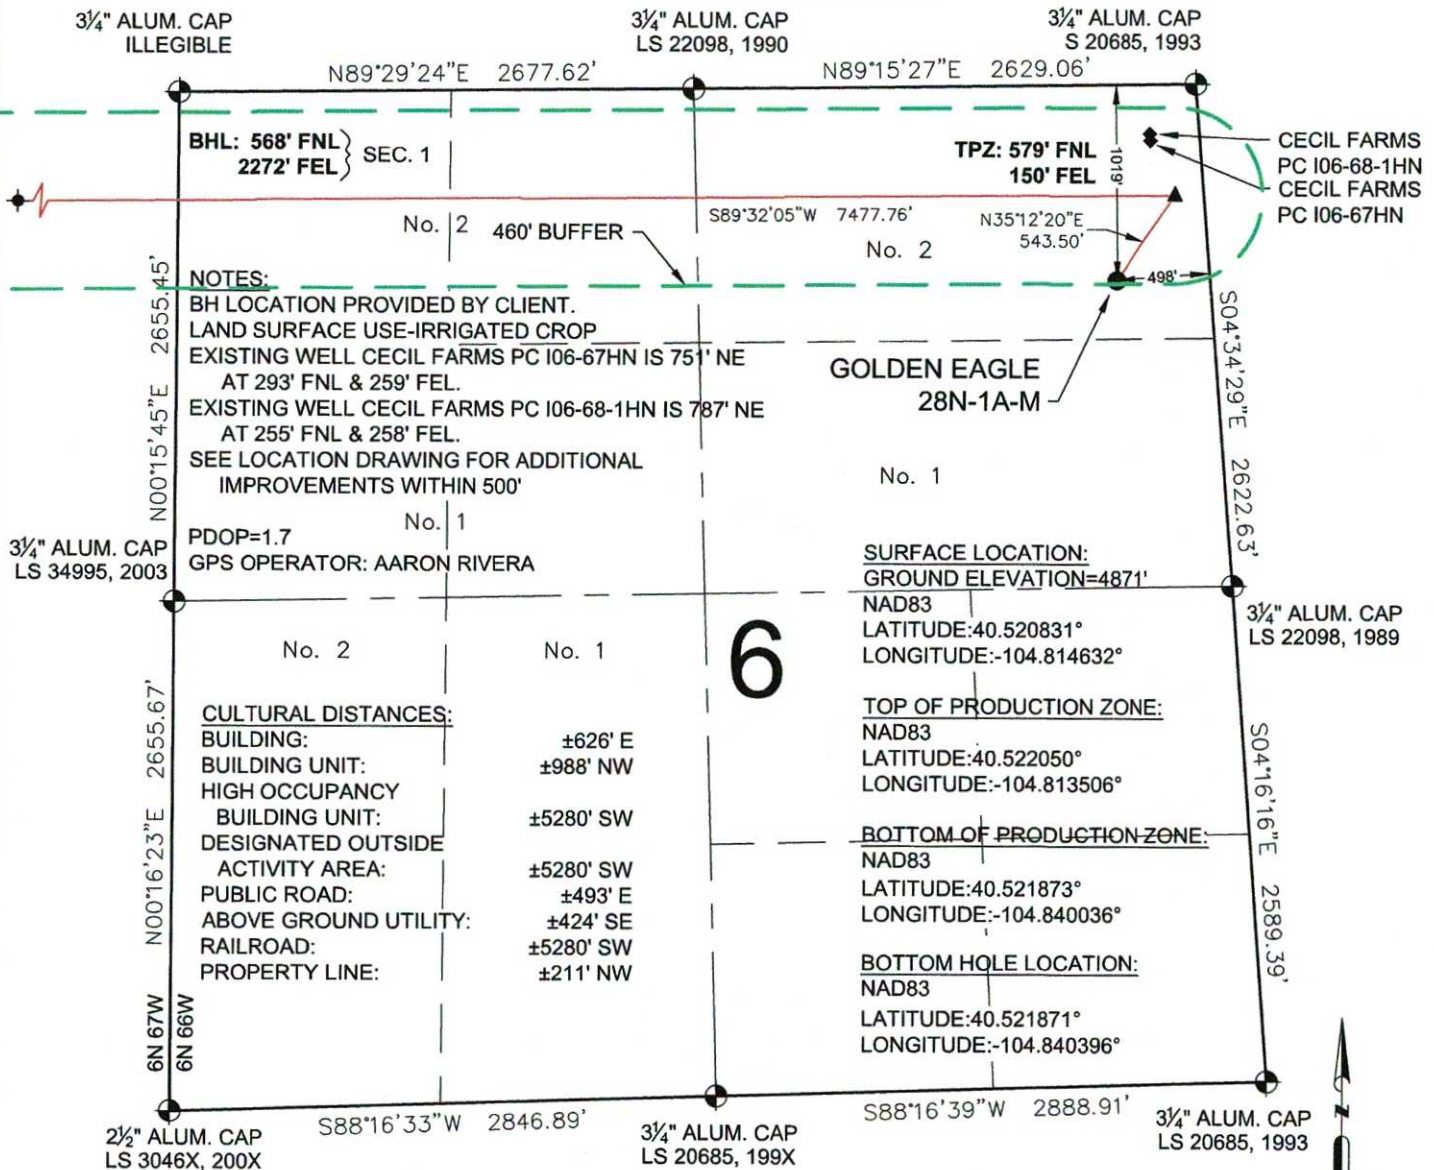 3¼" ALUM. CAP
ILLEGIBLE
3¼" ALUM. CAP
LS 22098, 1990
3¼" ALUM. CAP
S 20685, 1993
N89°29'24"E 2677.62'
N89°15'27"E 2629.06'
BHL: 568' FNL
2272' FEL
SEC. 1
TPZ: 579' FNL
150' FEL
1019'
CECIL FARMS
PC I06-68-1HN
CECIL FARMS
PC I06-67HN
S89°32'05"W 7477.76'
N35°12'20"E
543.50'
No. 2
460' BUFFER
No. 2
498'
NOTES:
BH LOCATION PROVIDED BY CLIENT.
LAND SURFACE USE-IRRIGATED CROP
EXISTING WELL CECIL FARMS PC I06-67HN IS 751' NE
AT 293' FNL & 259' FEL.
EXISTING WELL CECIL FARMS PC I06-68-1HN IS 787' NE
AT 255' FNL & 258' FEL.
SEE LOCATION DRAWING FOR ADDITIONAL
IMPROVEMENTS WITHIN 500'
N00°15'45"E 2655.45'
GOLDEN EAGLE
28N-1A-M
S04°34'29"E 2622.63'
No. 1
No. 1
PDOP=1.7
GPS OPERATOR: AARON RIVERA
3¼" ALUM. CAP
LS 34995, 2003
SURFACE LOCATION:
GROUND ELEVATION=4871'
NAD83
LATITUDE:40.520831°
LONGITUDE:-104.814632°
3¼" ALUM. CAP
LS 22098, 1989
No. 2
No. 1
6
TOP OF PRODUCTION ZONE:
NAD83
LATITUDE:40.522050°
LONGITUDE:-104.813506°
CULTURAL DISTANCES:
BUILDING: ±626' E
BUILDING UNIT: ±988' NW
HIGH OCCUPANCY
BUILDING UNIT: ±5280' SW
DESIGNATED OUTSIDE
ACTIVITY AREA: ±5280' SW
PUBLIC ROAD: ±493' E
ABOVE GROUND UTILITY: ±424' SE
RAILROAD: ±5280' SW
PROPERTY LINE: ±211' NW
N00°16'23"E 2655.67'
BOTTOM OF PRODUCTION ZONE:
NAD83
LATITUDE:40.521873°
LONGITUDE:-104.840036°
S04°16'16"E 2589.39'
BOTTOM HOLE LOCATION:
NAD83
LATITUDE:40.521871°
LONGITUDE:-104.840396°
6N 67W
6N 66W
S88°16'33"W 2846.89'
S88°16'39"W 2888.91'
2½" ALUM. CAP
LS 3046X, 200X
3¼" ALUM. CAP
LS 20685, 199X
3¼" ALUM. CAP
LS 20685, 1993
N